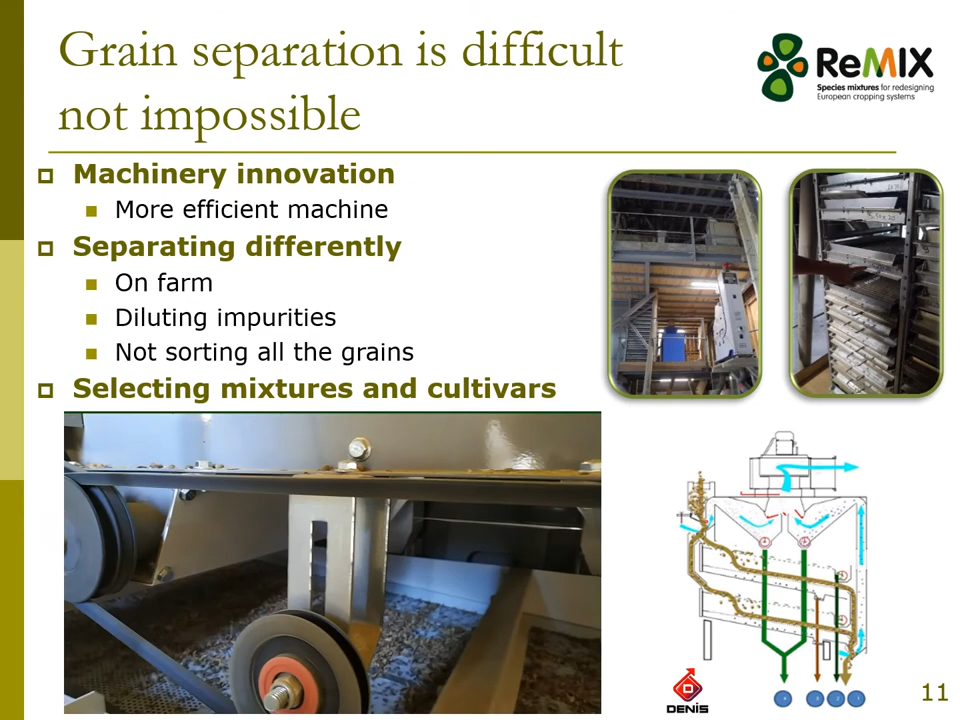 Grain separation is difficult
not impossible
ReMIX
Species mixtures for redesigning
European cropping systems
Machinery innovation
More efficient machine
Separating differently
On farm
Diluting impurities
Not sorting all the grains
Selecting mixtures and cultivars
DENIS
11